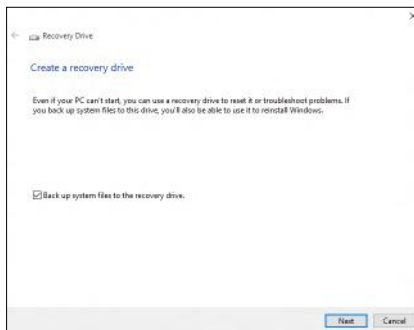 Recovery Drive
Create a recovery drive
Even if your PC can't start, you can use a recovery drive to reset it or troubleshoot problems. If
you back up system files to this drive, you'll also be able to use it to reinstall Windows.
Back up system files to the recovery drive.
Next Cancel